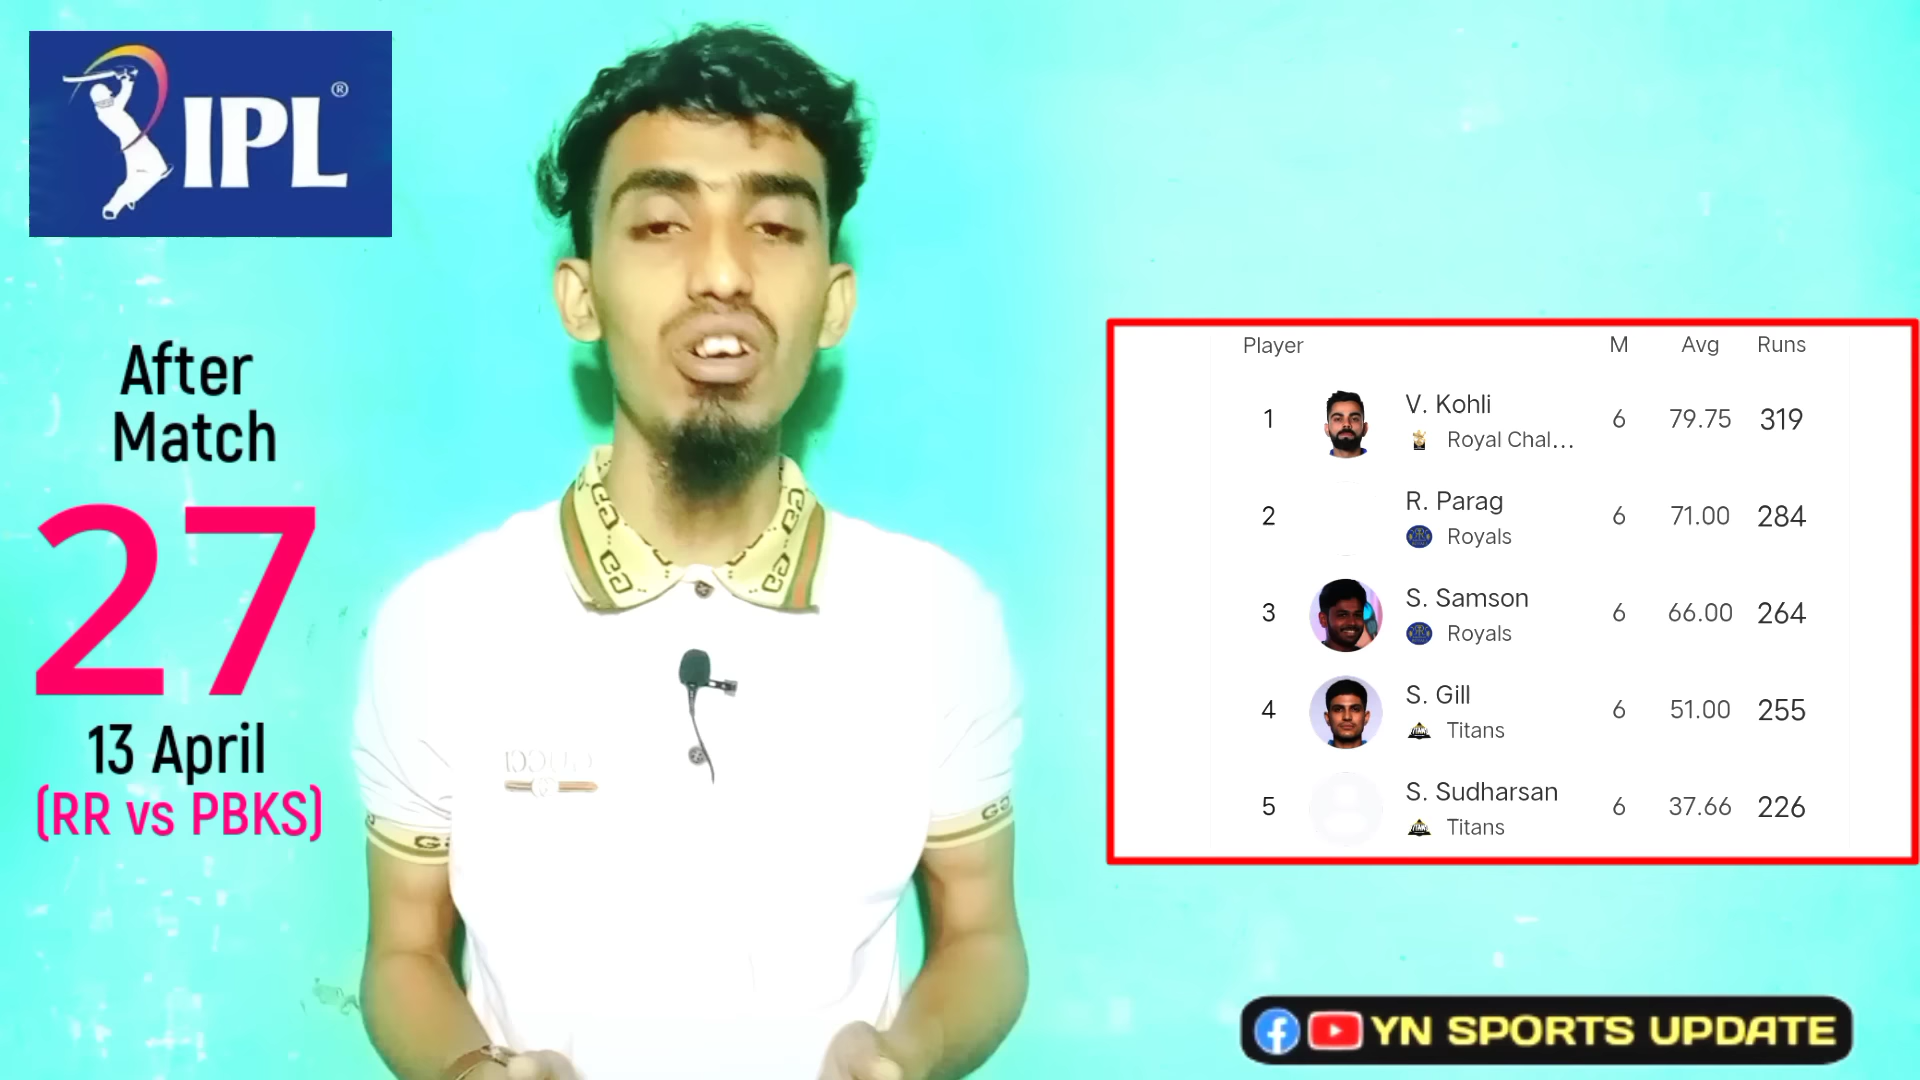 IPL®
After
Match
27
13 April
(RR vs PBKS)
Player M Avg Runs
1 V. Kohli 6 79.75 319
Royal Chal...
2 R. Parag 6 71.00 284
Royals
3 S. Samson 6 66.00 264
Royals
4 S. Gill 6 51.00 255
Titans
5 S. Sudharsan 6 37.66 226
Titans
YN SPORTS UPDATE